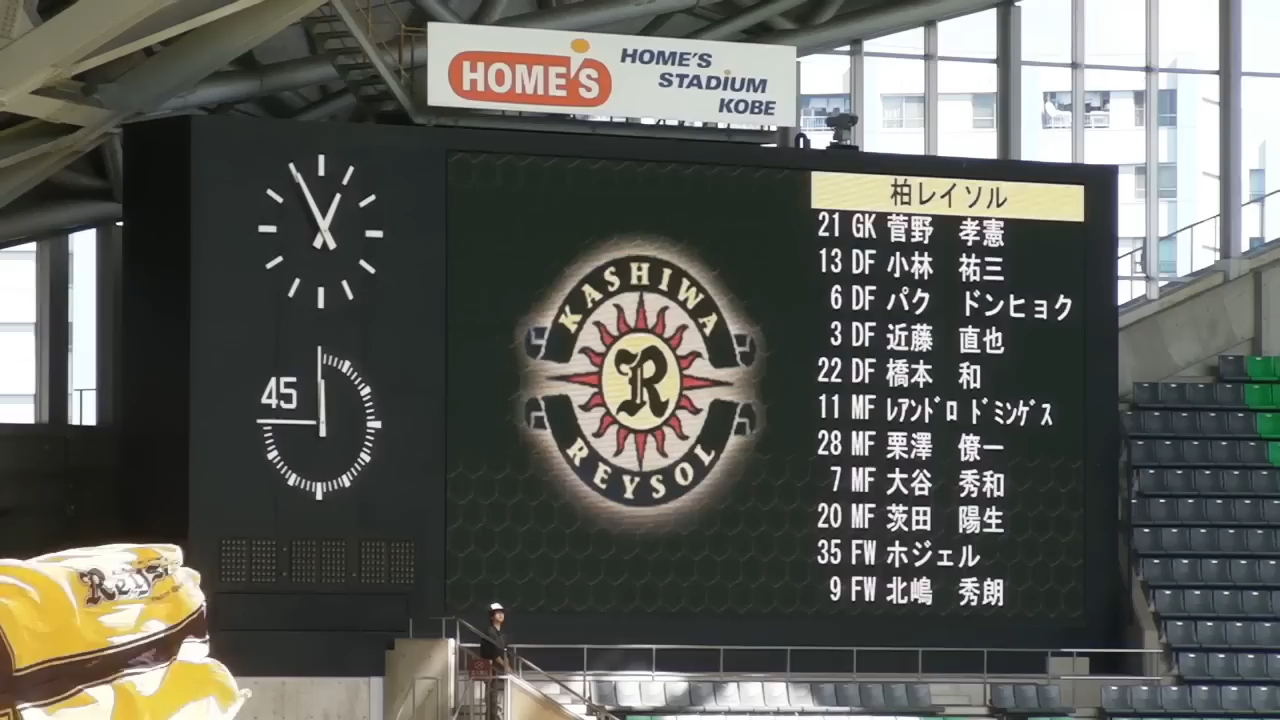 HOME'S
HOME'S
STADIUM
KOBE
45
KASHIWA
R
REYSOL
柏レイソル
21 GK 菅野 孝憲
13 DF 小林 祐三
6 DF パク ドンヒョク
3 DF 近藤 直也
22 DF 橋本 和
11 MF ﾚｱﾝﾄﾞﾛ ﾄﾞﾐﾝｹﾞｽ
28 MF 栗澤 僚一
7 MF 大谷 秀和
20 MF 茨田 陽生
35 FW ホジェル
9 FW 北嶋 秀朗